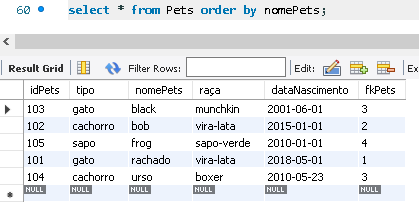 60 select * from Pets order by nomePets;
Result Grid Filter Rows: Edit: Ex
idPets tipo nomePets raça dataNascimento fkPets
103 gato black munchkin 2001-06-01 3
102 cachorro bob vira-lata 2015-01-01 2
105 sapo frog sapo-verde 2010-01-01 4
101 gato rachado vira-lata 2018-05-01 1
104 cachorro urso boxer 2010-05-23 3
NULL NULL NULL NULL NULL NULL